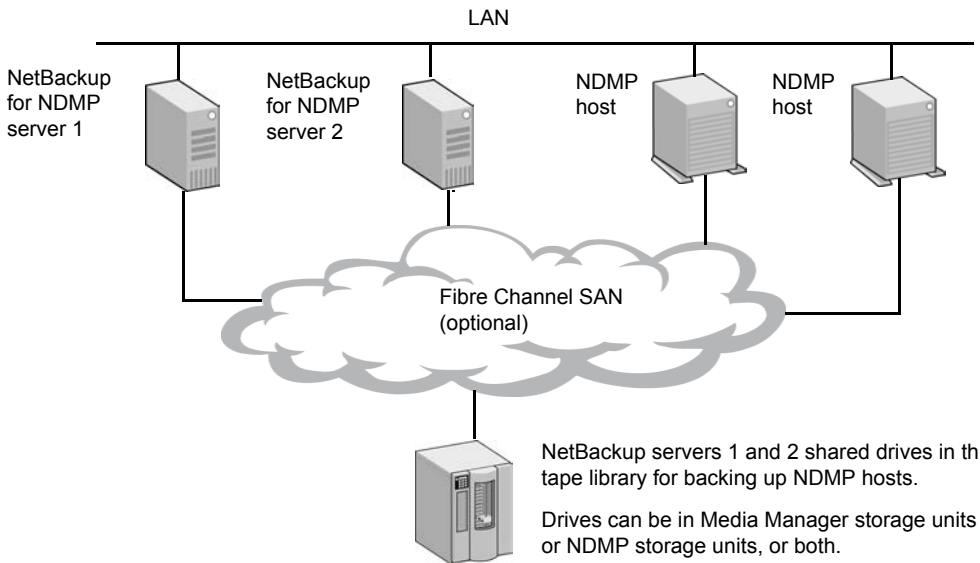 LAN
NetBackup
for NDMP
server 1
NetBackup
for NDMP
server 2
NDMP
host
NDMP
host
Fibre Channel SAN
(optional)
NetBackup servers 1 and 2 shared drives in th
tape library for backing up NDMP hosts.
Drives can be in Media Manager storage units
or NDMP storage units, or both.